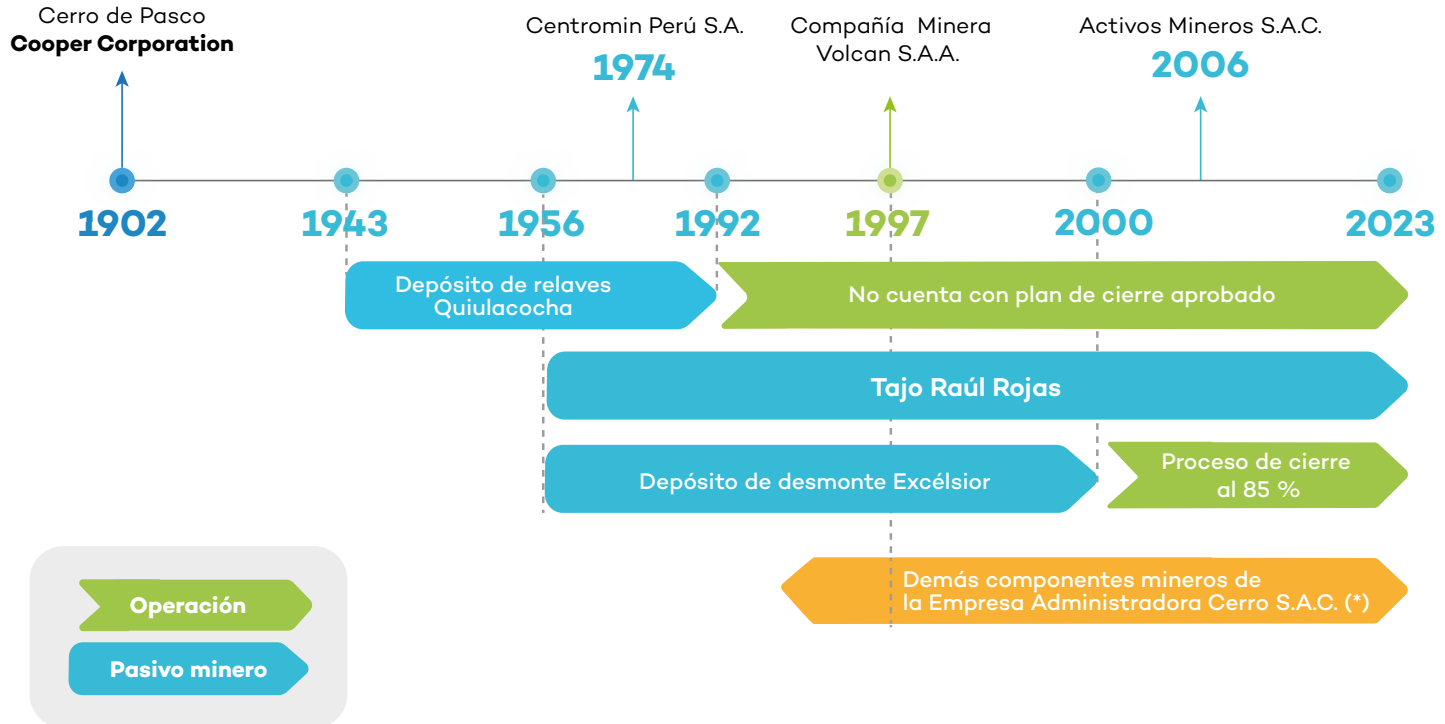 Cerro de Pasco
Cooper Corporation
Centromin Perú S.A.
1974
Compañía Minera
Volcan S.A.A.
Activos Mineros S.A.C.
2006
1902
1943
1956
1992
1997
2000
2023
Depósito de relaves
Quiulacocha
No cuenta con plan de cierre aprobado
Tajo Raúl Rojas
Depósito de desmonte Excélsior
Proceso de cierre
al 85 %
Demás componentes mineros de
la Empresa Administradora Cerro S.A.C. (*)
Operación
Pasivo minero